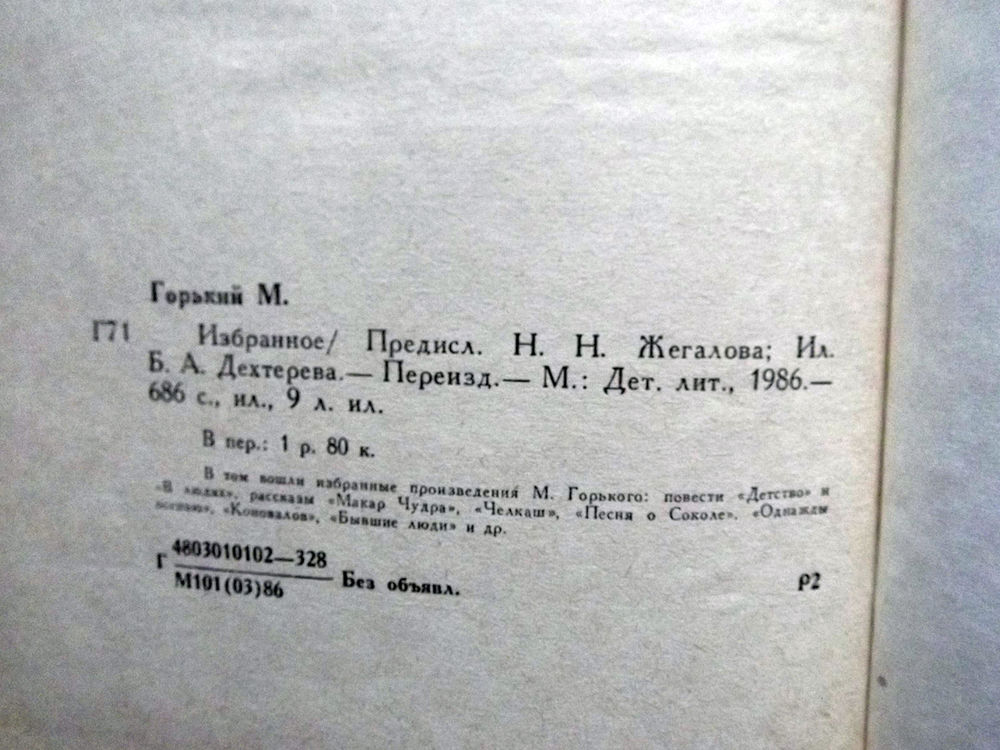 Горький М.
Г71 Избранное/ Предисл. Н. Н. Жегалова; Ил.
Б. А. Дехтерева.— Переизд.— М.: Дет. лит., 1986.—
686 с., ил., 9 л. ил.
В пер.: 1 р. 80 к.
В том вошли избранные произведения М. Горького: повести «Детство» и
«В людях», рассказы «Макар Чудра», «Челкаш», «Песня о Соколе», «Однажды
осенью», «Коновалов», «Бывшие люди» и др.
Г 4803010102—328
М101(03)86 Без объявл.
р2